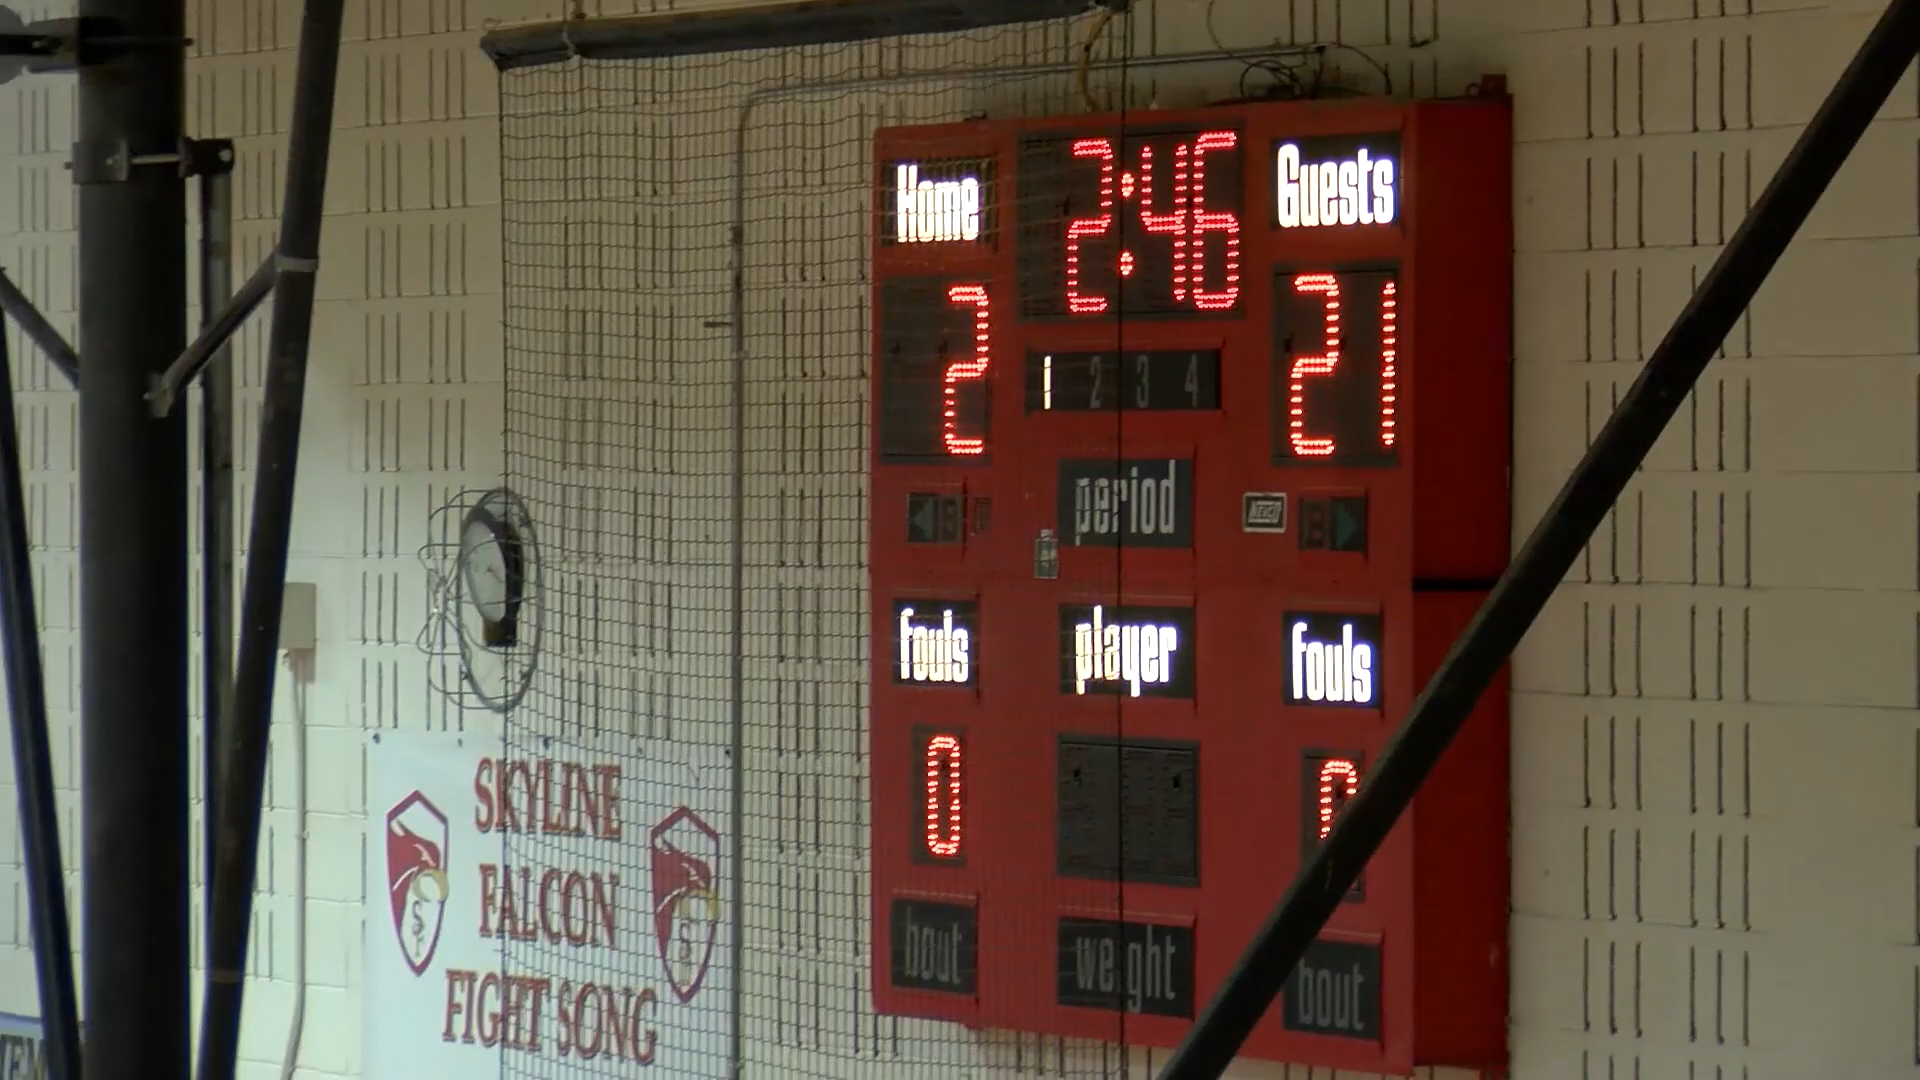 Home
2:46
Guests
2
21
1 2 3 4
period
B
B
fouls
player
fouls
0
bout
weight
bout
SKYLINE
FALCON
FIGHT SONG